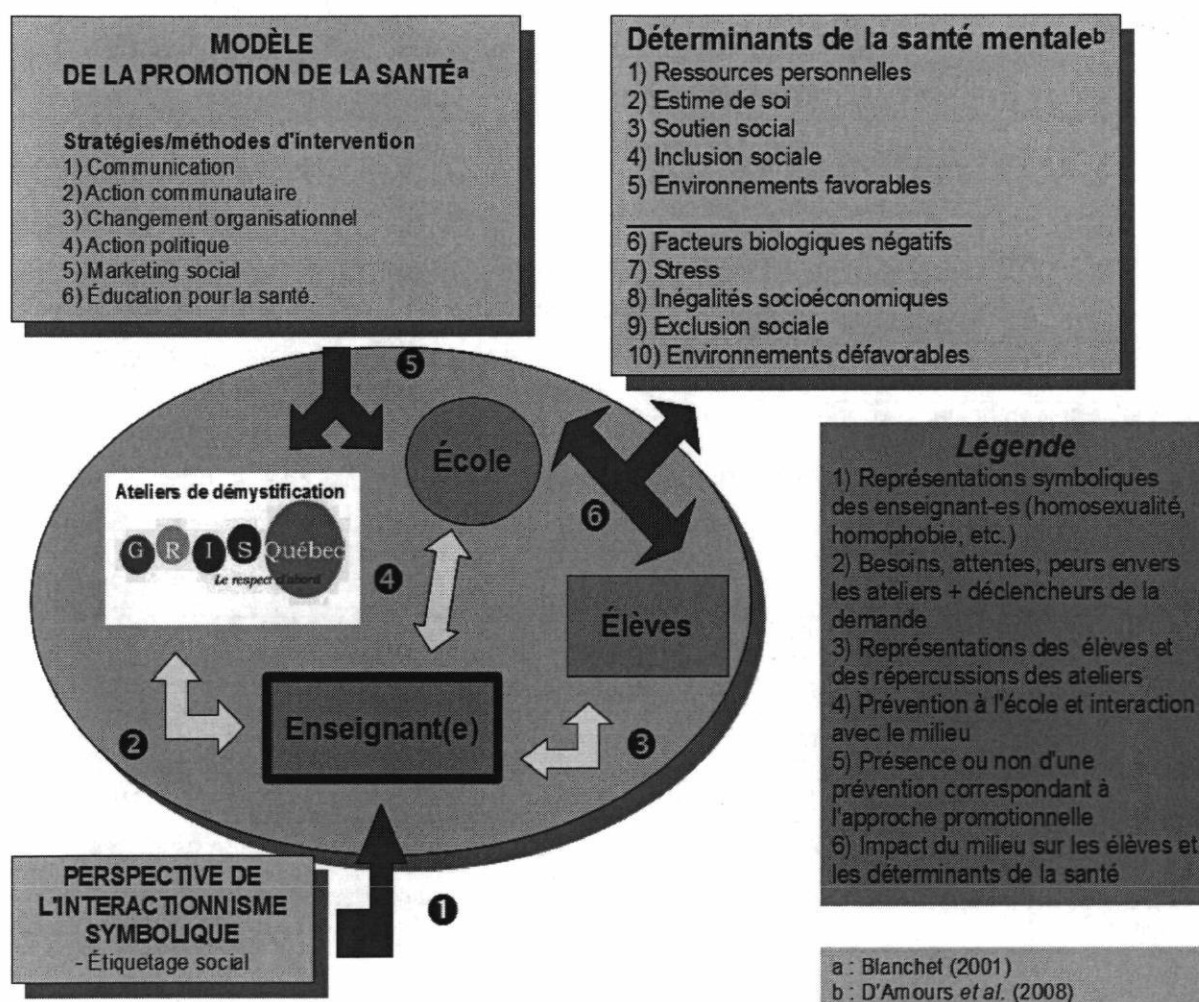 MODÈLE
DE LA PROMOTION DE LA SANTÉa
Stratégies/méthodes d'intervention
1) Communication
2) Action communautaire
3) Changement organisationnel
4) Action politique
5) Marketing social
6) Éducation pour la santé.
Déterminants de la santé mentaleb
1) Ressources personnelles
2) Estime de soi
3) Soutien social
4) Inclusion sociale
5) Environnements favorables
6) Facteurs biologiques négatifs
7) Stress
8) Inégalités socioéconomiques
9) Exclusion sociale
10) Environnements défavorables
5
École
Ateliers de démystification
GRIS Québec
Le respect d'abord
6
4
Élèves
Enseignant(e)
2
3
1
PERSPECTIVE DE
L'INTERACTIONNISME
SYMBOLIQUE
- Étiquetage social
Légende
1) Représentations symboliques
des enseignant-es (homosexualité,
homophobie, etc.)
2) Besoins, attentes, peurs envers
les ateliers + déclencheurs de la
demande
3) Représentations des élèves et
des répercussions des ateliers
4) Prévention à l'école et interaction
avec le milieu
5) Présence ou non d'une
prévention correspondant à
l'approche promotionnelle
6) Impact du milieu sur les élèves et
les déterminants de la santé
a : Blanchet (2001)
b : D'Amours et al. (2008)